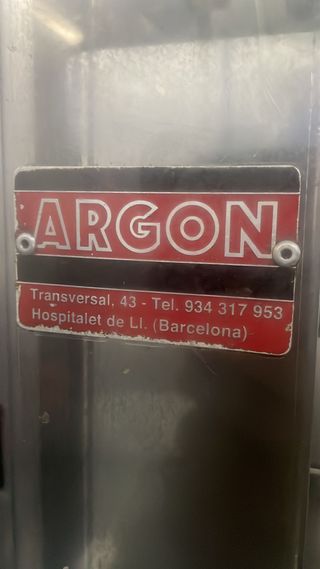 ARGON
Transversal, 43 - Tel. 934 317 953
Hospitalet de Ll. (Barcelona)